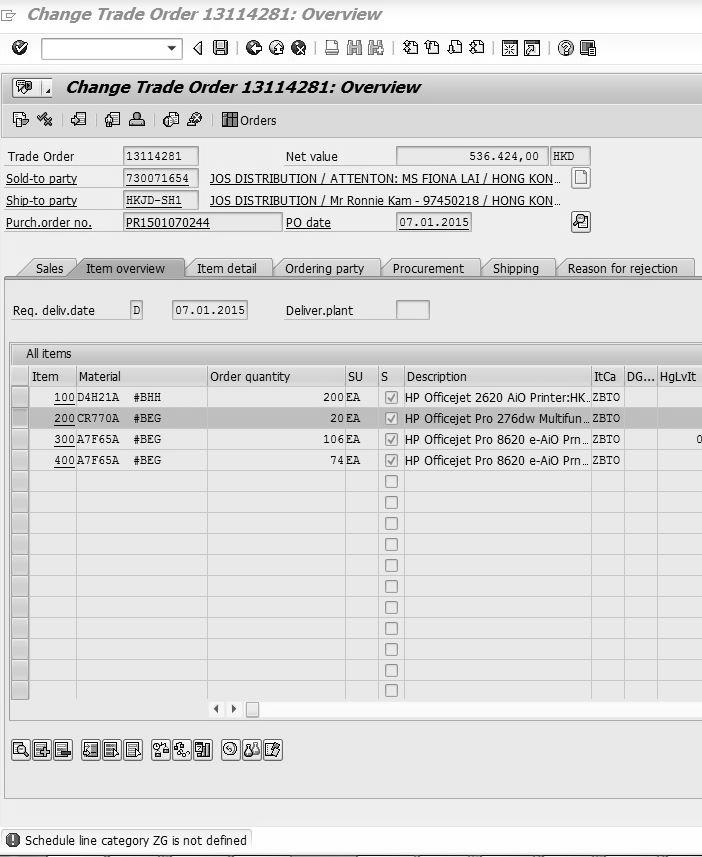 Change Trade Order 13114281: Overview
Change Trade Order 13114281: Overview
Orders
Trade Order 13114281 Net value 536.424,00 HKD
Sold-to party 730071654 JOS DISTRIBUTION / ATTENTON: MS FIONA LAI / HONG KON...
Ship-to party HKJD-SH1 JOS DISTRIBUTION / Mr Ronnie Kam - 97450218 / HONG KON...
Purch.order no. PR1501070244 PO date 07.01.2015
Sales Item overview Item detail Ordering party Procurement Shipping Reason for rejection
Req. deliv.date D 07.01.2015 Deliver.plant
All items
Item Material Order quantity SU S Description ItCa DG... HgLvIt
100 D4H21A #BHH 200 EA HP Officejet 2620 AiO Printer:HK... ZBTO
200 CR770A #BEG 20 EA HP Officejet Pro 276dw Multifun... ZBTO
300 A7F65A #BEG 106 EA HP Officejet Pro 8620 e-AiO Prn... ZBTO 0
400 A7F65A #BEG 74 EA HP Officejet Pro 8620 e-AiO Prn... ZBTO
Schedule line category ZG is not defined